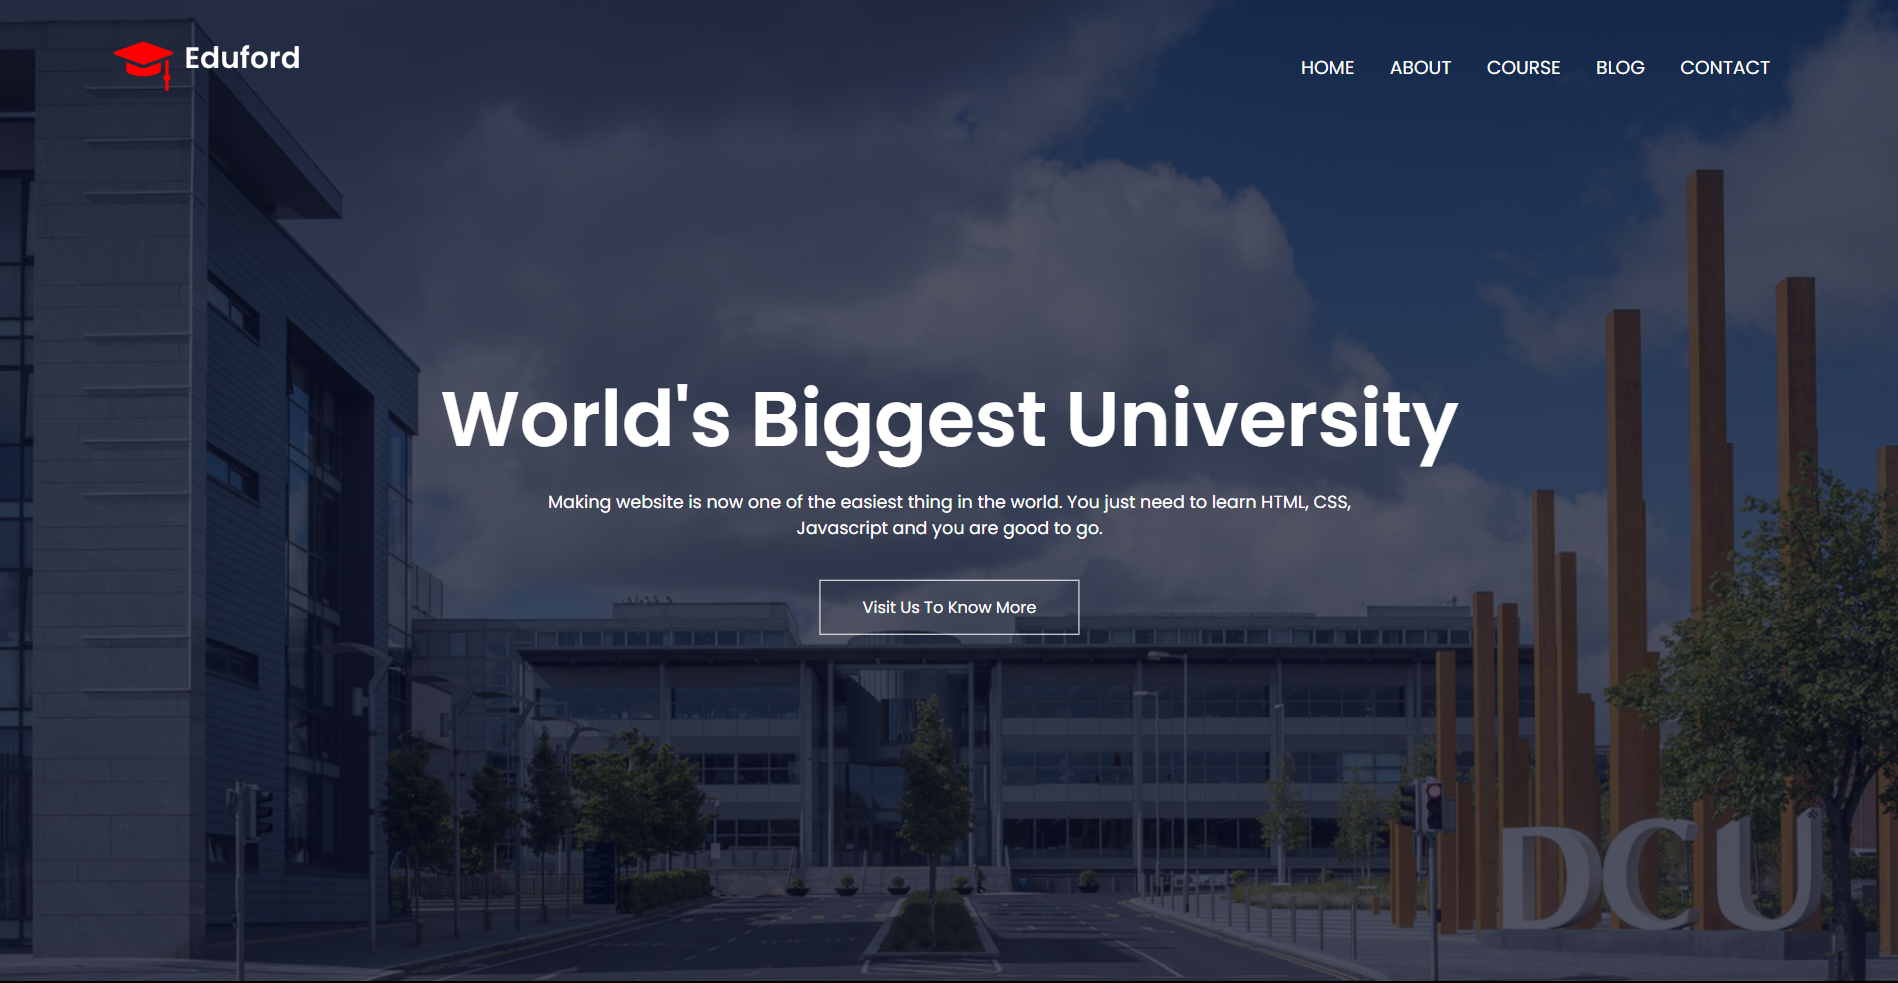 Eduford
HOME ABOUT COURSE BLOG CONTACT
World's Biggest University
Making website is now one of the easiest thing in the world. You just need to learn HTML, CSS,
Javascript and you are good to go.
Visit Us To Know More
DCU